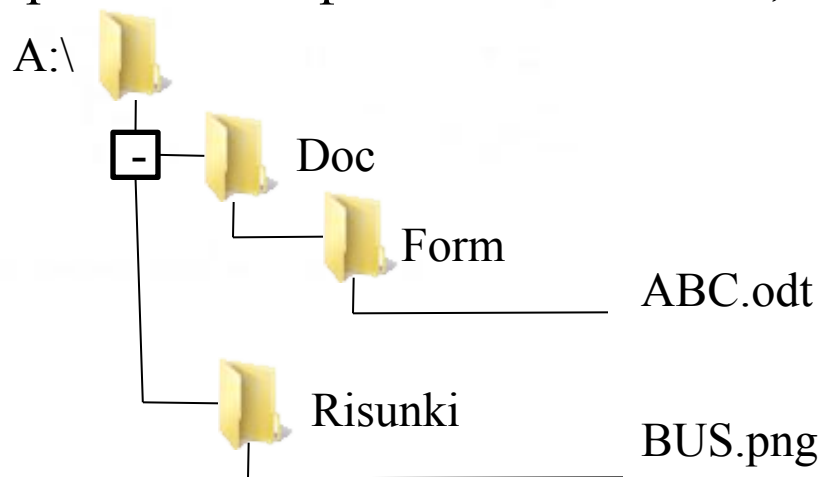 A:\
-
Doc
Form
ABC.odt
Risunki
BUS.png